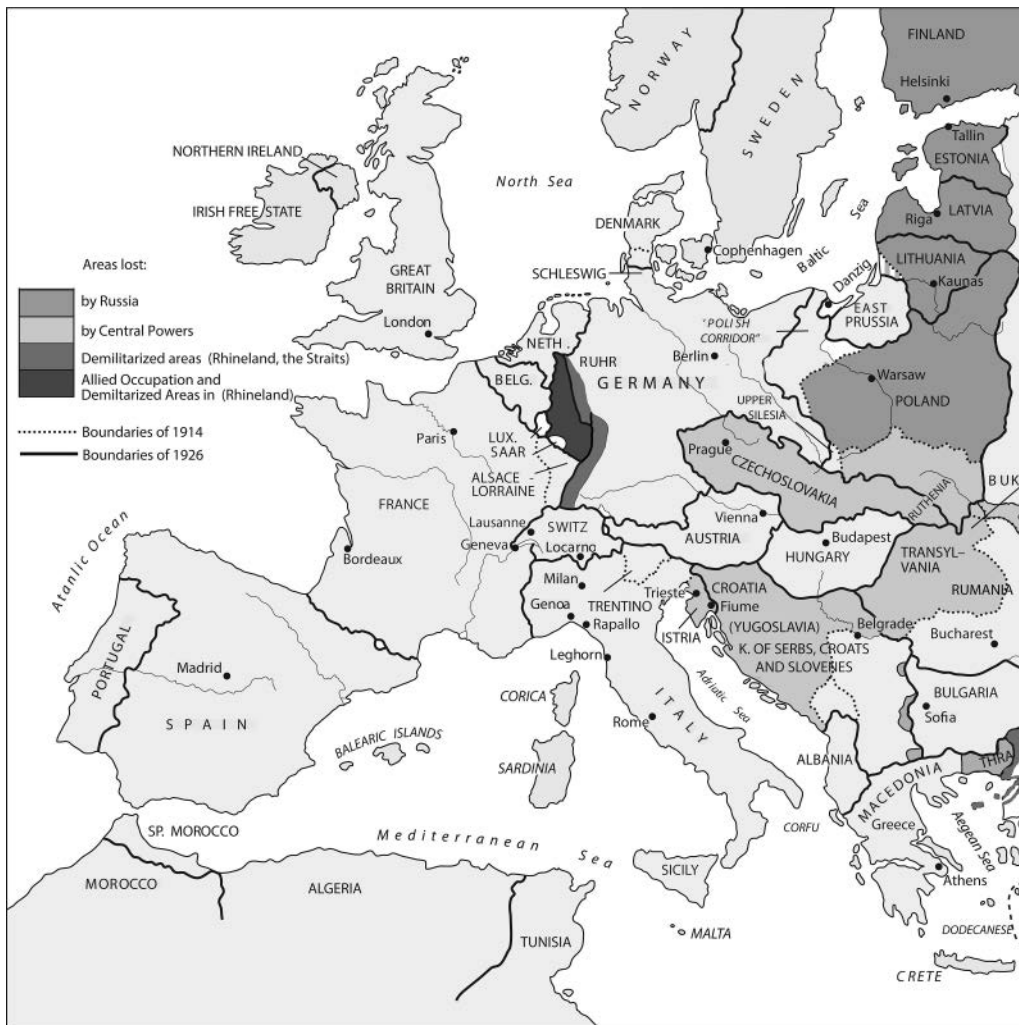 FINLAND
Helsinki
NORWAY
SWEDEN
Tallin
ESTONIA
NORTHERN IRELAND
North Sea
IRISH FREE STATE
DENMARK
Sea
Riga
LATVIA
Cophenhagen
Baltic
LITHUANIA
Areas lost:
GREAT
BRITAIN
SCHLESWIG
Danzig
Kaunas
by Russia
EAST
PRUSSIA
London
"POLISH
CORRIDOR"
by Central Powers
NETH.
Berlin
Demilitarized areas (Rhineland, the Straits)
RUHR
Warsaw
BELG.
GERMANY
Allied Occupation and
Demiltarized Areas in (Rhineland)
UPPER
SILESIA
POLAND
Boundaries of 1914
Paris
LUX.
Prague
Boundaries of 1926
SAAR
CZECHOSLOVAKIA
ALSACE-
LORRAINE
RUTHENIA
BUK
FRANCE
Vienna
Lausanne
SWITZ
Budapest
Atanlic Ocean
Geneva
Locarno
AUSTRIA
HUNGARY
TRANSYL-
VANIA
Bordeaux
Milan
Trieste
CROATIA
RUMANIA
Genoa
TRENTINO
Fiume
Rapallo
ISTRIA
(YUGOSLAVIA)
Belgrade
K. OF SERBS, CROATS
AND SLOVERIES
Bucharest
PORTUGAL
Madrid
Leghorn
Adriatic Sea
CORICA
BULGARIA
SPAIN
ITALY
Sofia
Rome
BALEARIC ISLANDS
ALBANIA
THRA
SARDINIA
MACEDONIA
SP. MOROCCO
Mediterranean Sea
CORFU
Greece
Aegean Sea
MOROCCO
ALGERIA
SICILY
Athens
TUNISIA
MALTA
DODECANESE
CRETE